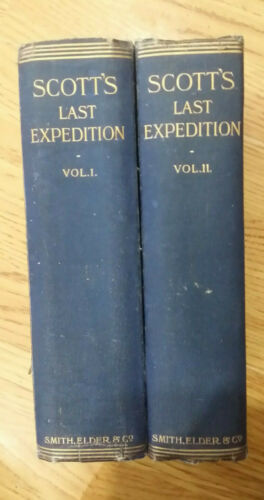 SCOTT'S
LAST
EXPEDITION
VOL.I.
SMITH, ELDER & Co
SCOTT'S
LAST
EXPEDITION
VOL.II.
SMITH, ELDER & Co